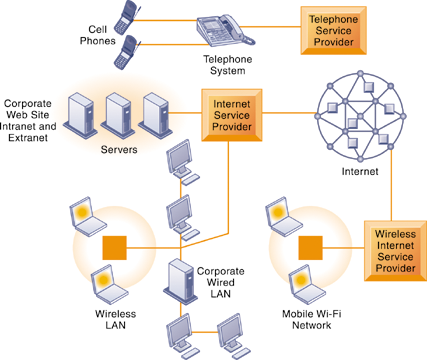 Cell
Phones
Telephone
System
Telephone
Service
Provider
Corporate
Web Site
Intranet and
Extranet
Servers
Internet
Service
Provider
Internet
Wireless
LAN
Corporate
Wired
LAN
Mobile Wi-Fi
Network
Wireless
Internet
Service
Provider